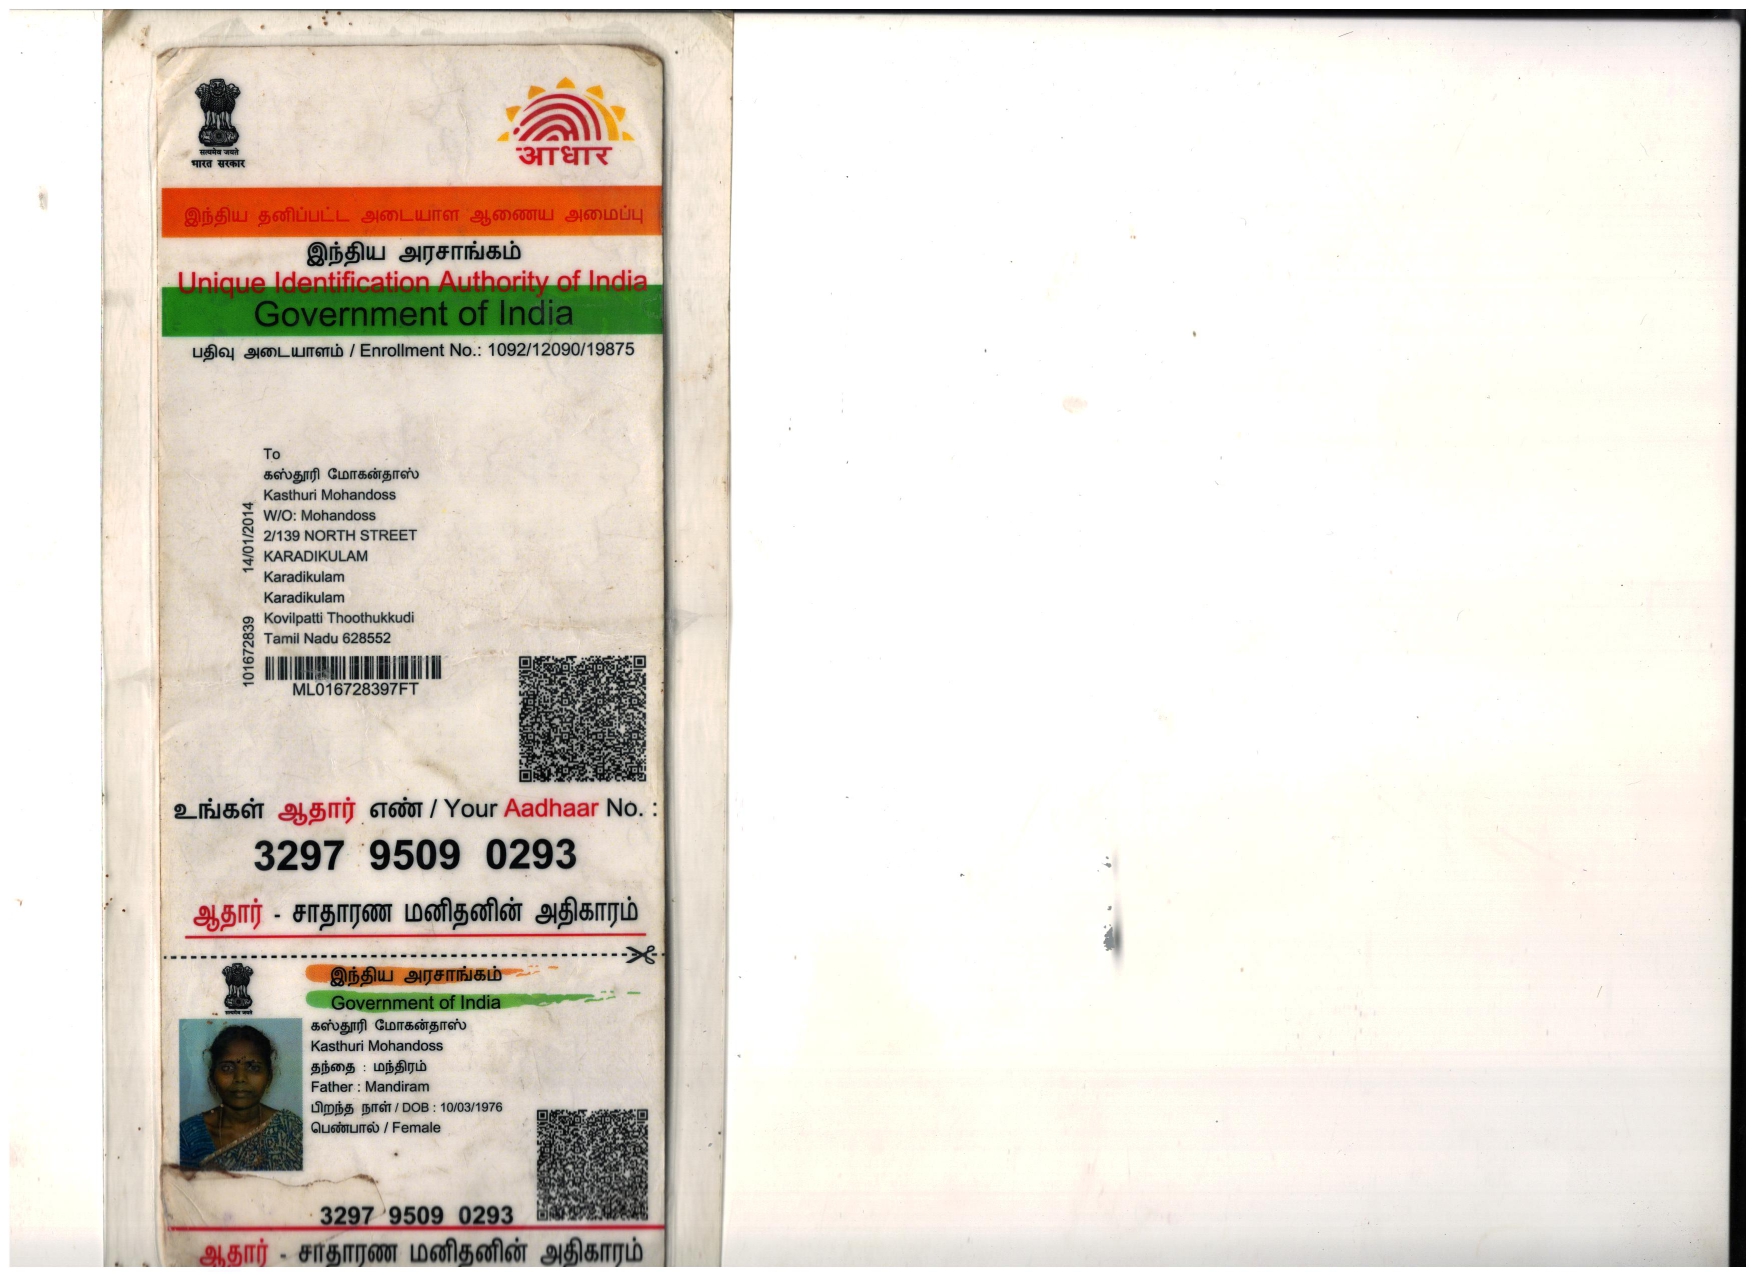 सत्यमेव जयते
भारत सरकार
आधार
இந்திய தனிப்பட்ட அடையாள ஆணைய அமைப்பு
இந்திய அரசாங்கம்
Unique Identification Authority of India
Government of India
பதிவு அடையாளம் / Enrollment No.: 1092/12090/19875
To
கஸ்தூரி மோகன்தாஸ்
Kasthuri Mohandoss
W/O: Mohandoss
2/139 NORTH STREET
KARADIKULAM
Karadikulam
Karadikulam
Kovilpatti Thoothukkudi
Tamil Nadu 628552
14/01/2014
101672839
ML016728397FT
உங்கள் ஆதார் எண் / Your Aadhaar No. :
3297 9509 0293
ஆதார் - சாதாரண மனிதனின் அதிகாரம்
இந்திய அரசாங்கம்
Government of India
सत्यमेव जयते
கஸ்தூரி மோகன்தாஸ்
Kasthuri Mohandoss
தந்தை : மந்திரம்
Father : Mandiram
பிறந்த நாள் / DOB : 10/03/1976
பெண்பால் / Female
3297 9509 0293
ஆதார் - சாதாரண மனிதனின் அதிகாரம்